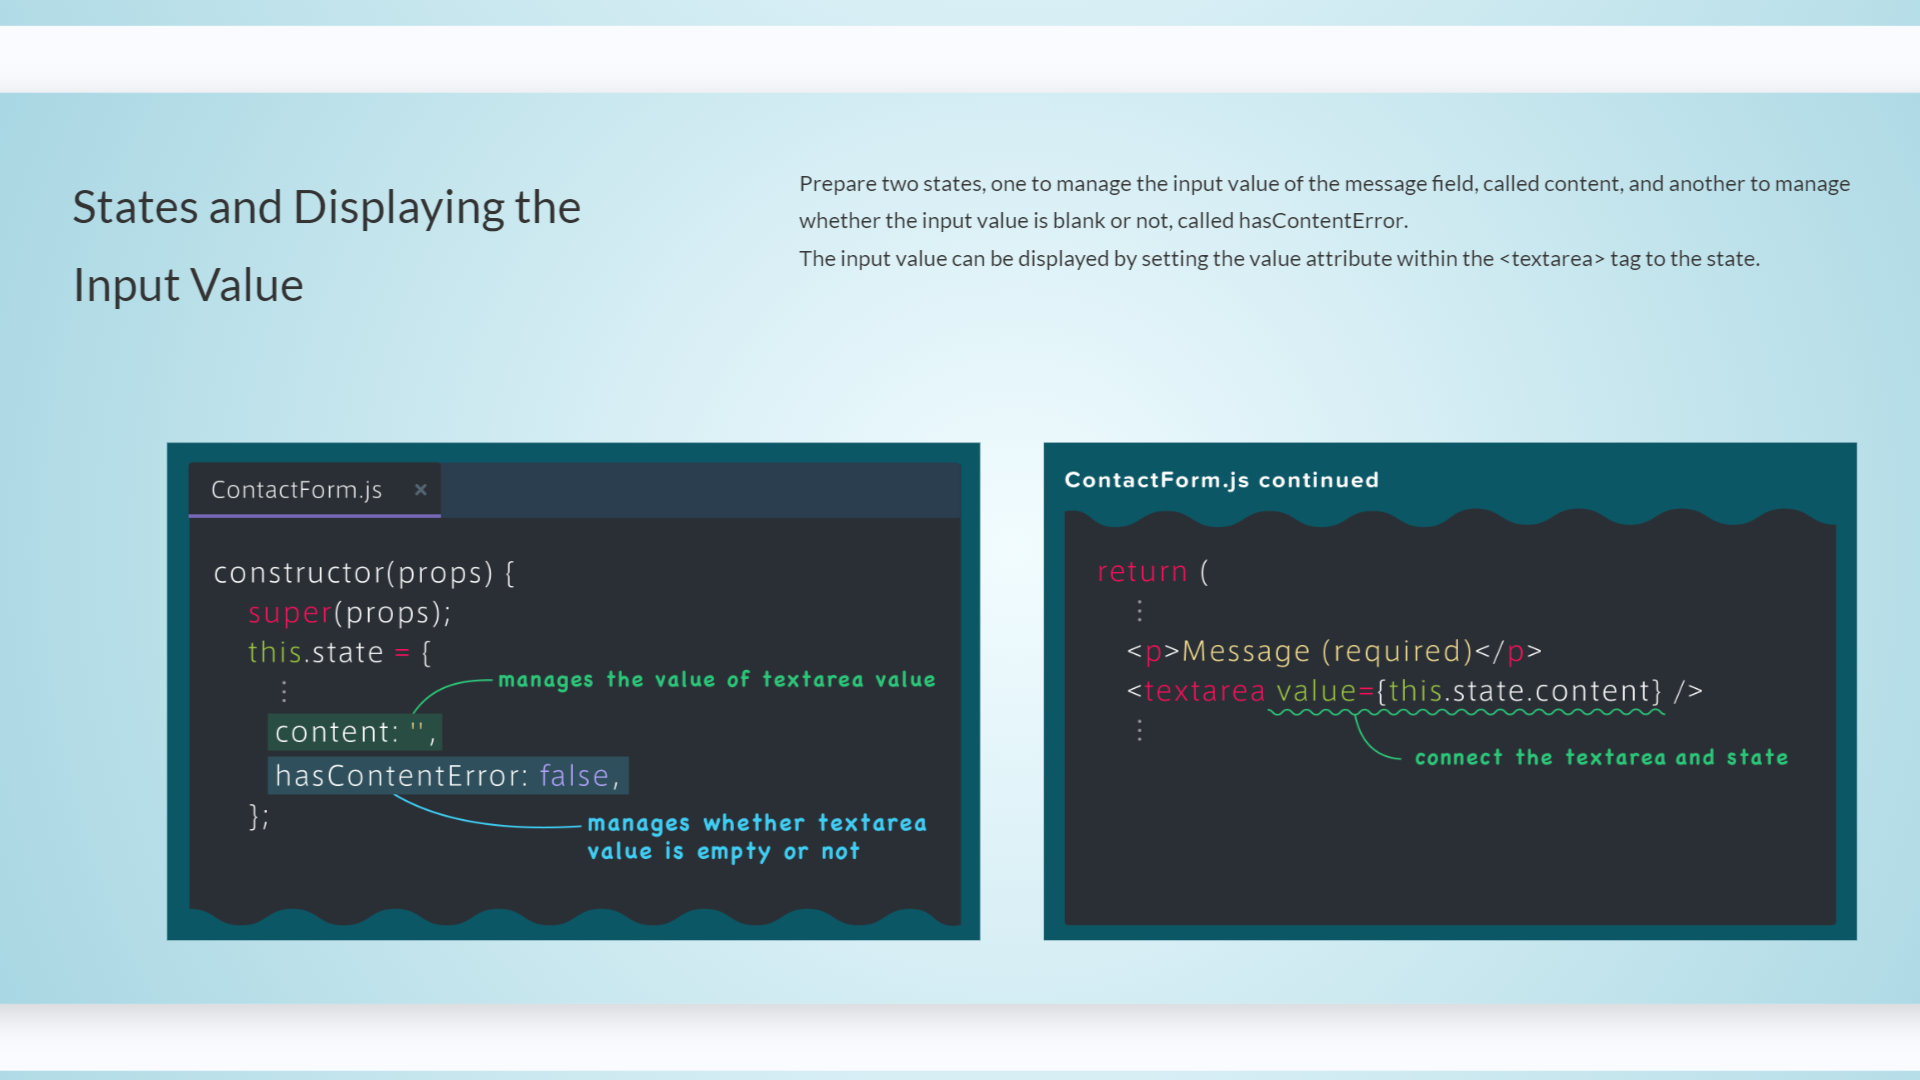 States and Displaying the
Input Value
Prepare two states, one to manage the input value of the message field, called content, and another to manage
whether the input value is blank or not, called hasContentError.
The input value can be displayed by setting the value attribute within the <textarea> tag to the state.
ContactForm.js ×
constructor(props) {
super(props);
this.state = {
⋮
manages the value of textarea value
content: '',
hasContentError: false,
};
manages whether textarea
value is empty or not
ContactForm.js continued
return (
⋮
<p>Message (required)</p>
<textarea value={this.state.content} />
⋮
connect the textarea and state